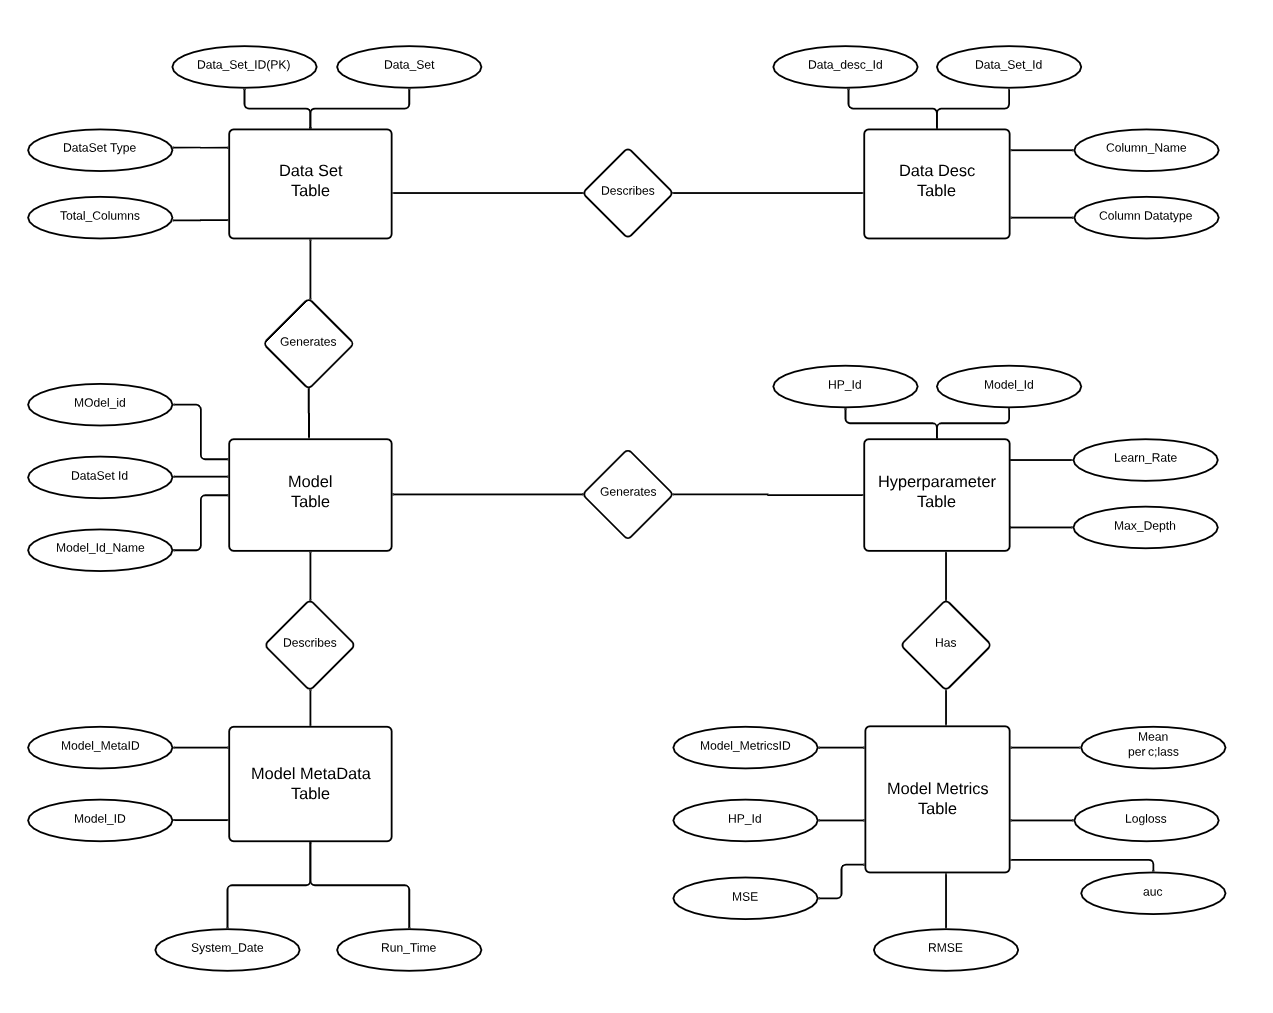 Data_Set_ID(PK)
Data_Set
Data_desc_Id
Data_Set_Id
DataSet Type
Total_Columns
Data Set
Table
Describes
Data Desc
Table
Column_Name
Column Datatype
Generates
HP_Id
Model_Id
MOdel_id
DataSet Id
Model_Id_Name
Model
Table
Generates
Hyperparameter
Table
Learn_Rate
Max_Depth
Describes
Has
Model_MetaID
Model_ID
Model MetaData
Table
Model_MetricsID
HP_Id
MSE
Model Metrics
Table
Mean
per c;lass
Logloss
auc
System_Date
Run_Time
RMSE